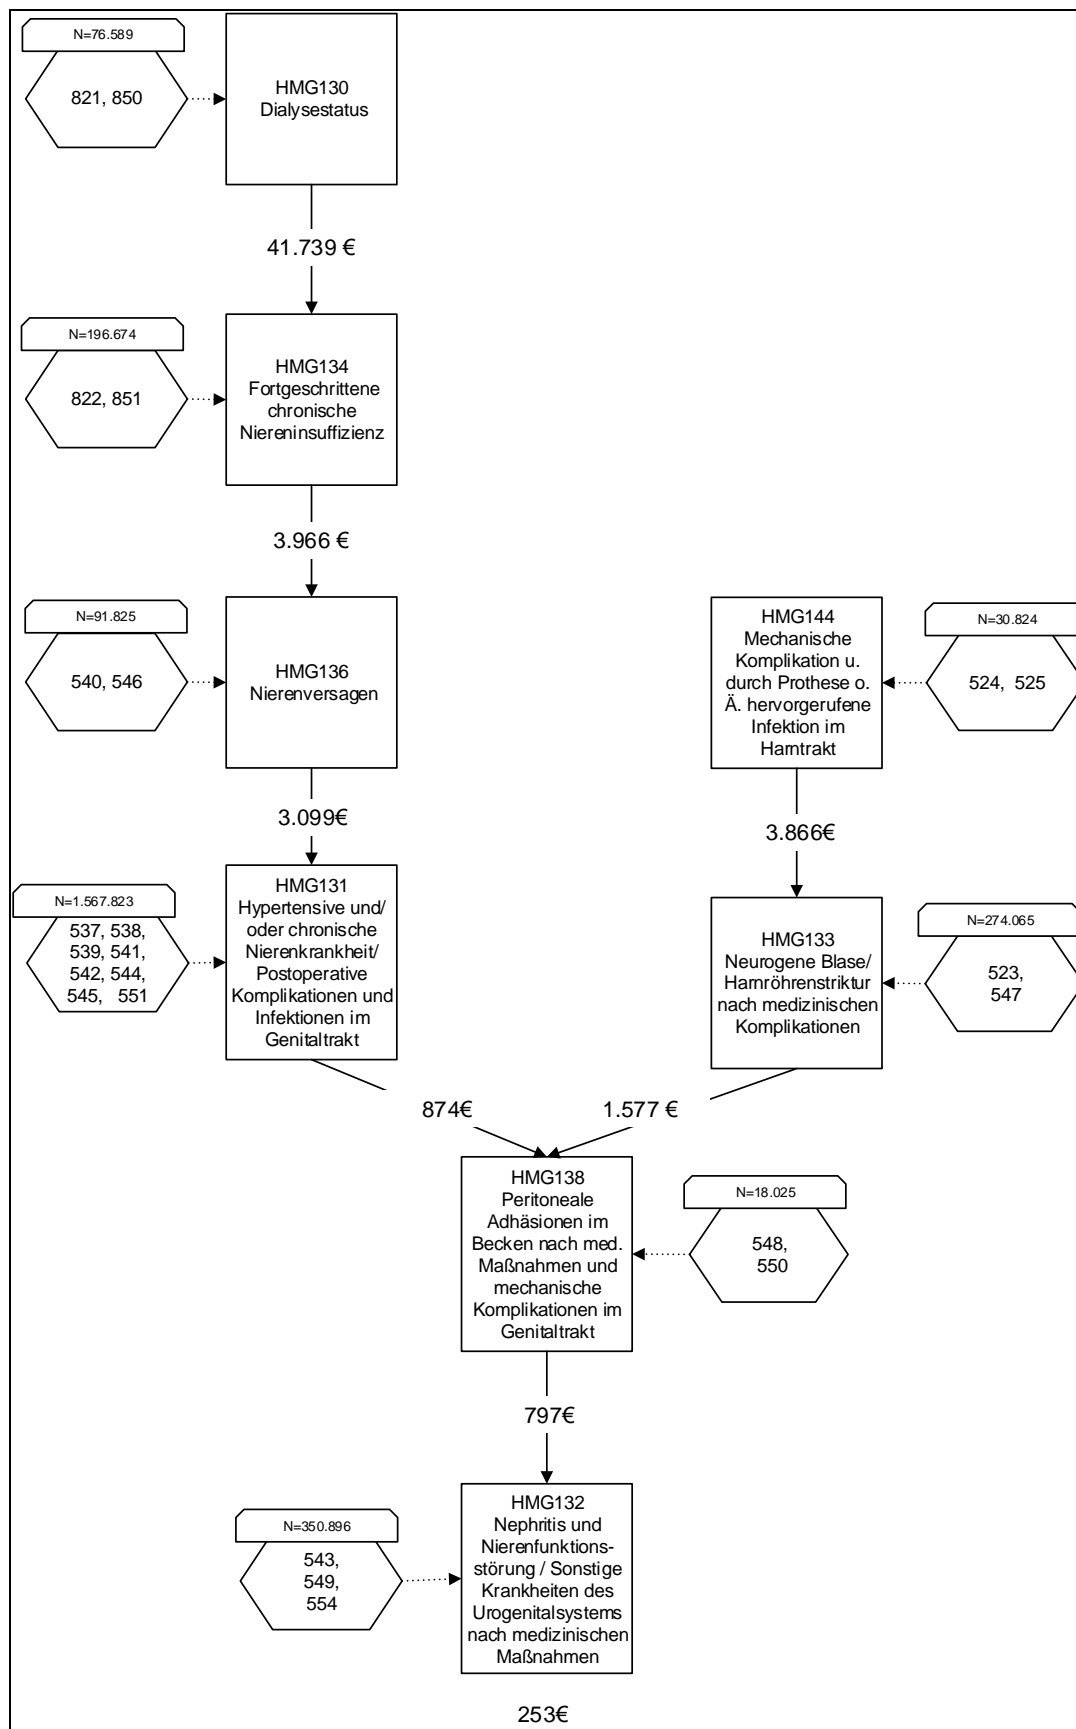 N=76.589
821, 850
HMG130
Dialysestatus
41.739 €
N=196.674
822, 851
HMG134
Fortgeschrittene
chronische
Niereninsuffizienz
3.966 €
N=91.825
540, 546
HMG136
Nierenversagen
HMG144
Mechanische
Komplikation u.
durch Prothese o.
Ä. hervorgerufene
Infektion im
Harntrakt
N=30.824
524, 525
3.099€
3.866€
N=1.567.823
537, 538,
539, 541,
542, 544,
545, 551
HMG131
Hypertensive und/
oder chronische
Nierenkrankheit/
Postoperative
Komplikationen und
Infektionen im
Genitaltrakt
HMG133
Neurogene Blase/
Harnröhrenstriktur
nach medizinischen
Komplikationen
N=274.065
523,
547
874€
1.577 €
HMG138
Peritoneale
Adhäsionen im
Becken nach med.
Maßnahmen und
mechanische
Komplikationen im
Genitaltrakt
N=18.025
548,
550
797€
N=350.896
543,
549,
554
HMG132
Nephritis und
Nierenfunktions-
störung / Sonstige
Krankheiten des
Urogenitalsystems
nach medizinischen
Maßnahmen
253€